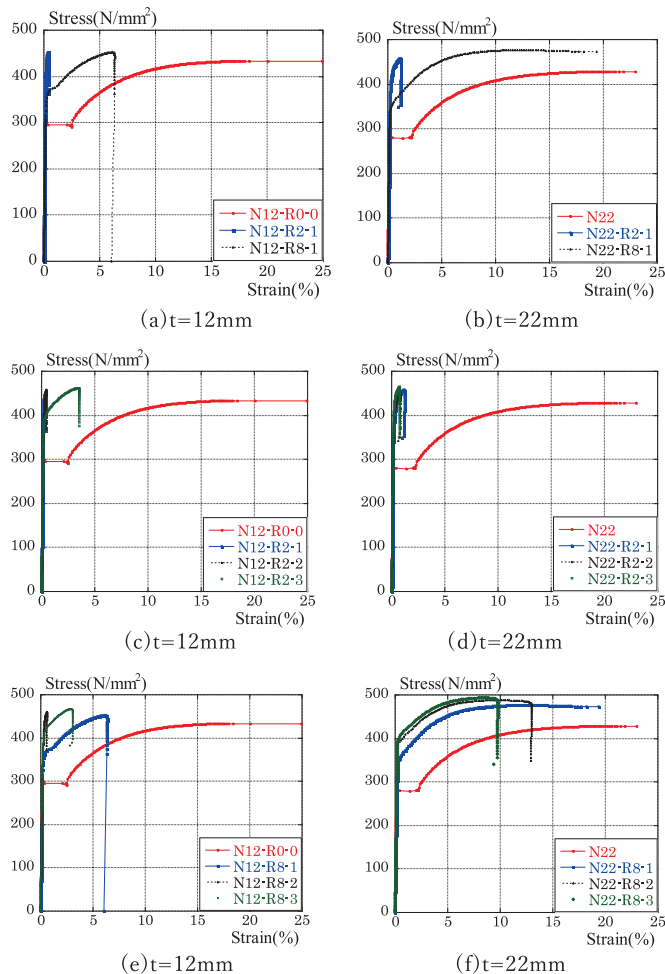 Stress(N/mm²)
500
400
300
200
100
0
0 5 10 15 20 25
Strain(%)
N12-R0-0
N12-R2-1
N12-R8-1
(a)t=12mm
Stress(N/mm²)
500
400
300
200
100
0
0 5 10 15 20 25
Strain(%)
N22
N22-R2-1
N22-R8-1
(b)t=22mm
Stress(N/mm²)
500
400
300
200
100
0
0 5 10 15 20 25
Strain(%)
N12-R0-0
N12-R2-1
N12-R2-2
N12-R2-3
(c)t=12mm
Stress(N/mm²)
500
400
300
200
100
0
0 5 10 15 20 25
Strain(%)
N22
N22-R2-1
N22-R2-2
N22-R2-3
(d)t=22mm
Stress(N/mm²)
500
400
300
200
100
0
0 5 10 15 20 25
Strain(%)
N12-R0-0
N12-R8-1
N12-R8-2
N12-R8-3
(e)t=12mm
Stress(N/mm²)
500
400
300
200
100
0
0 5 10 15 20 25
Strain(%)
N22
N22-R8-1
N22-R8-2
N22-R8-3
(f)t=22mm